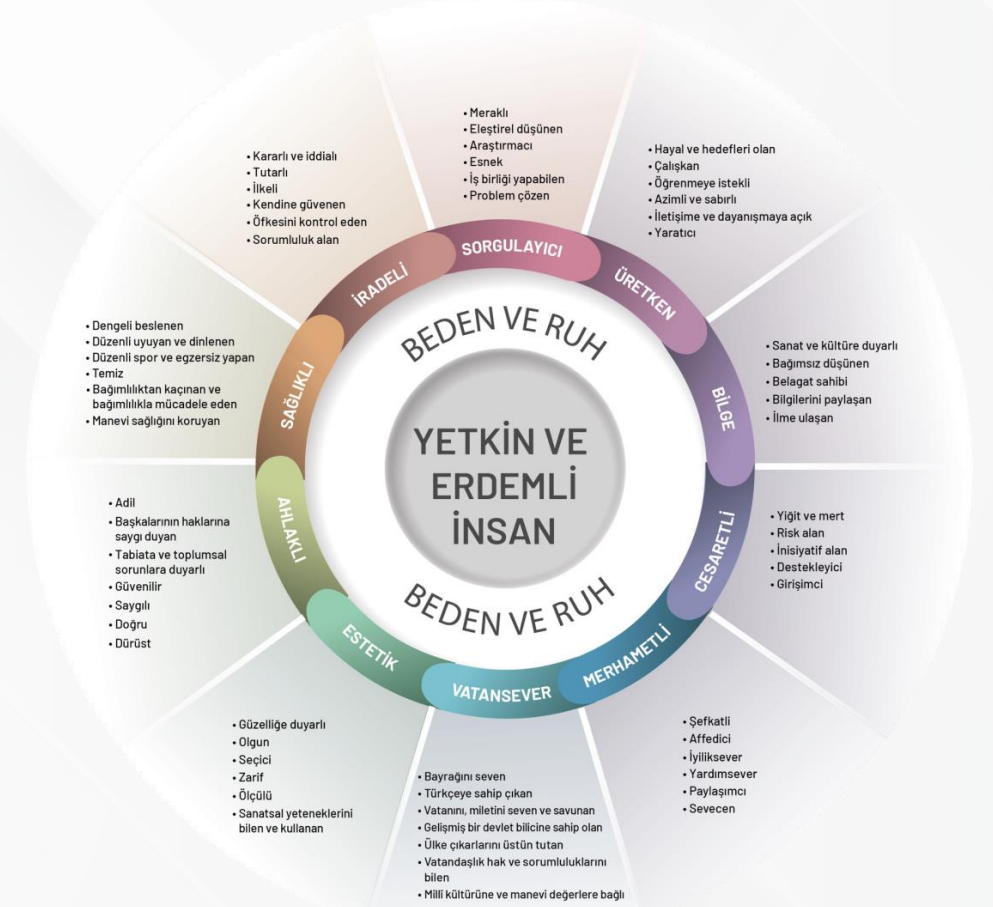 • Meraklı
• Eleştirel düşünen
• Araştırmacı
• Esnek
• İş birliği yapabilen
• Problem çözen
SORGULAYICI
• Hayal ve hedefleri olan
• Çalışkan
• Öğrenmeye istekli
• Azimli ve sabırlı
• İletişime ve dayanışmaya açık
• Yaratıcı
ÜRETKEN
• Sanat ve kültüre duyarlı
• Bağımsız düşünen
• Belagat sahibi
• Bilgilerini paylaşan
• İlme ulaşan
BİLGE
• Yiğit ve mert
• Risk alan
• İnisiyatif alan
• Destekleyici
• Girişimci
CESARETLİ
• Şefkatli
• Affedici
• İyiliksever
• Yardımsever
• Paylaşımcı
• Sevecen
MERHAMETLİ
• Bayrağını seven
• Türkçeye sahip çıkan
• Vatanını, miletini seven ve savunan
• Gelişmiş bir devlet bilicine sahip olan
• Ülke çıkarlarını üstün tutan
• Vatandaşlık hak ve sorumluluklarını
bilen
• Millî kültürüne ve manevi değerlere bağlı
VATANSEVER
• Güzelliğe duyarlı
• Olgun
• Seçici
• Zarif
• Ölçülü
• Sanatsal yeteneklerini
bilen ve kullanan
ESTETİK
• Adil
• Başkalarının haklarına
saygı duyan
• Tabiata ve toplumsal
sorunlara duyarlı
• Güvenilir
• Saygılı
• Doğru
• Dürüst
AHLAKLI
• Dengeli beslenen
• Düzenli uyuyan ve dinlenen
• Düzenli spor ve egzersiz yapan
• Temiz
• Bağımlılıktan kaçınan ve
bağımlılıkla mücadele eden
• Manevi sağlığını koruyan
SAĞLIKLI
• Kararlı ve iddialı
• Tutarlı
• İlkeli
• Kendine güvenen
• Öfkesini kontrol eden
• Sorumluluk alan
İRADELİ
BEDEN VE RUH
YETKİN VE
ERDEMLİ
İNSAN
BEDEN VE RUH